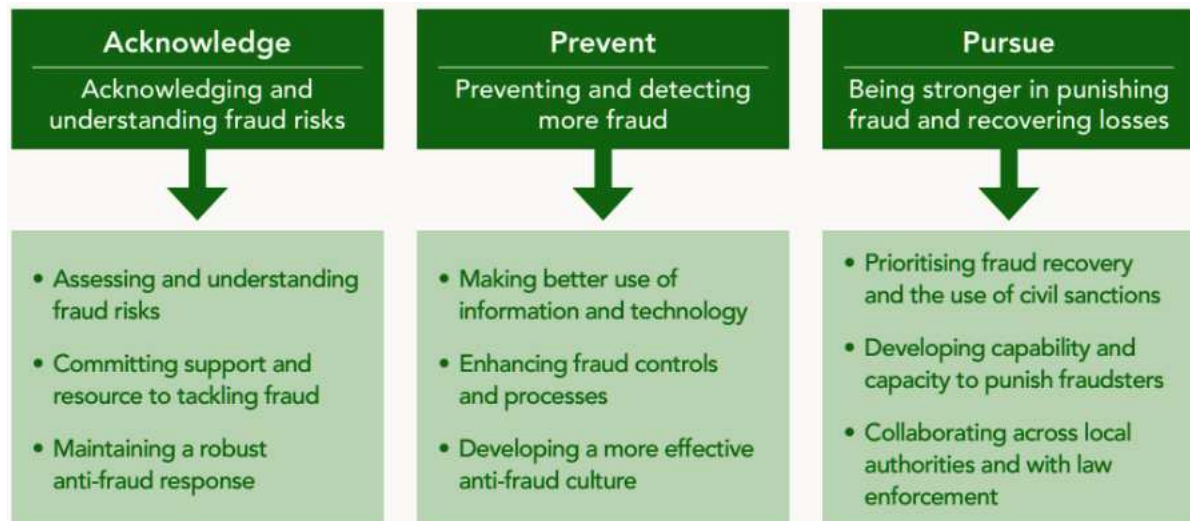 Acknowledge
Acknowledging and
understanding fraud risks
• Assessing and understanding
fraud risks
• Committing support and
resource to tackling fraud
• Maintaining a robust
anti-fraud response
Prevent
Preventing and detecting
more fraud
• Making better use of
information and technology
• Enhancing fraud controls
and processes
• Developing a more effective
anti-fraud culture
Pursue
Being stronger in punishing
fraud and recovering losses
• Prioritising fraud recovery
and the use of civil sanctions
• Developing capability and
capacity to punish fraudsters
• Collaborating across local
authorities and with law
enforcement